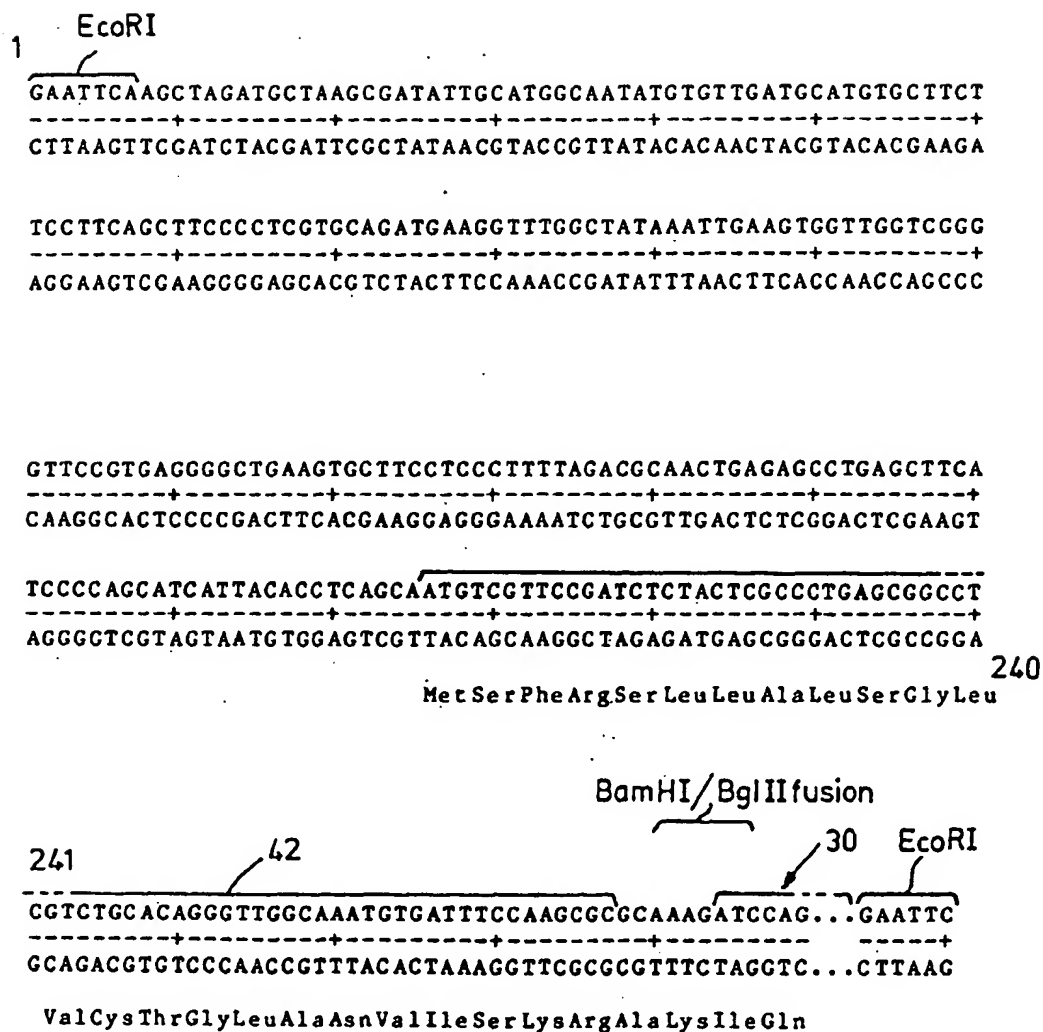 1 EcoRI
GAATTCAAGCTAGATGCTAAGCGATATTGCATGGCAATATGTGTTGATGCATGTGCTTCT
---------+---------+---------+---------+---------+---------+
CTTAAGTTCGATCTACGATTCGCTATAACGTACCGTTATACACAACTACGTACACGAAGA
TCCTTCAGCTTCCCCTCGTGCAGATGAAGGTTTGGCTATAAATTGAAGTGGTTGGTCGGG
---------+---------+---------+---------+---------+---------+
AGGAAGTCGAAGGGGAGCACGTCTACTTCCAAACCGATATTTAACTTCACCAACCAGCCC
GTTCCGTGAGGGGCTGAAGTGCTTCCTCCCTTTTAGACGCAACTGAGAGCCTGAGCTTCA
---------+---------+---------+---------+---------+---------+
CAAGGCACTCCCCGACTTCACGAAGGAGGGAAAATCTGCGTTGACTCTCGGACTCGAAGT
TCCCCAGCATCATTACACCTCAGCAATGTCGTTCCGATCTCTACTCGCCCTGAGCGGCCT
---------+---------+---------+---------+---------+---------+
AGGGGTCGTAGTAATGTGGAGTCGTTACAGCAAGGCTAGAGATGAGCGGGACTCGCCGGA
240
MetSerPheArgSerLeuLeuAlaLeuSerGlyLeu
BamHI/BglII fusion
241 42 30 EcoRI
CGTCTGCACAGGGTTGGCAAATGTGATTTCCAAGCGCGCAAAGATCCAG...GAATTC
---------+---------+---------+---------+--------- -----+
GCAGACGTGTCCCAACCGTTTACACTAAAGGTTCGCGCGTTTCTAGGTC...CTTAAG
ValCysThrGlyLeuAlaAsnValIleSerLysArgAlaLysIleGln